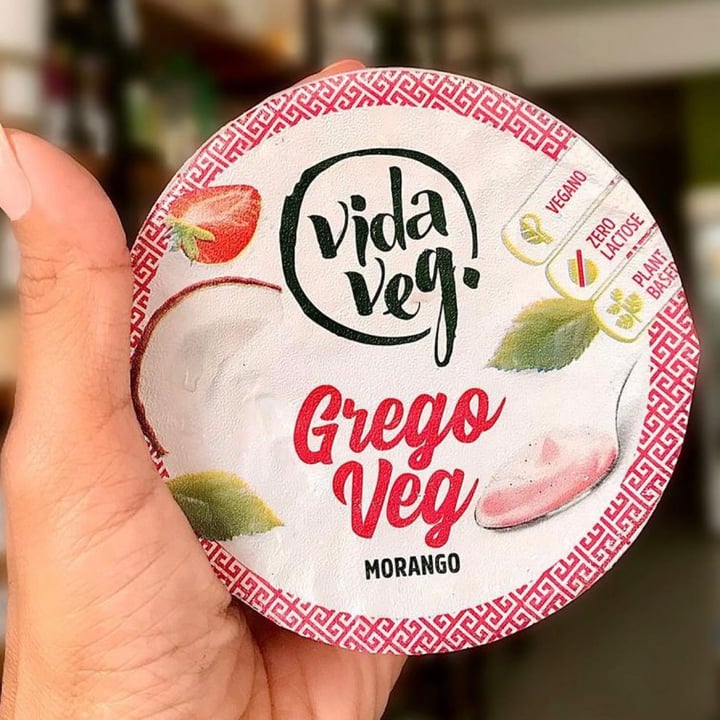 vida
veg.
VEGANO
ZERO
LACTOSE
PLANT
BASED
Grego
Veg
MORANGO